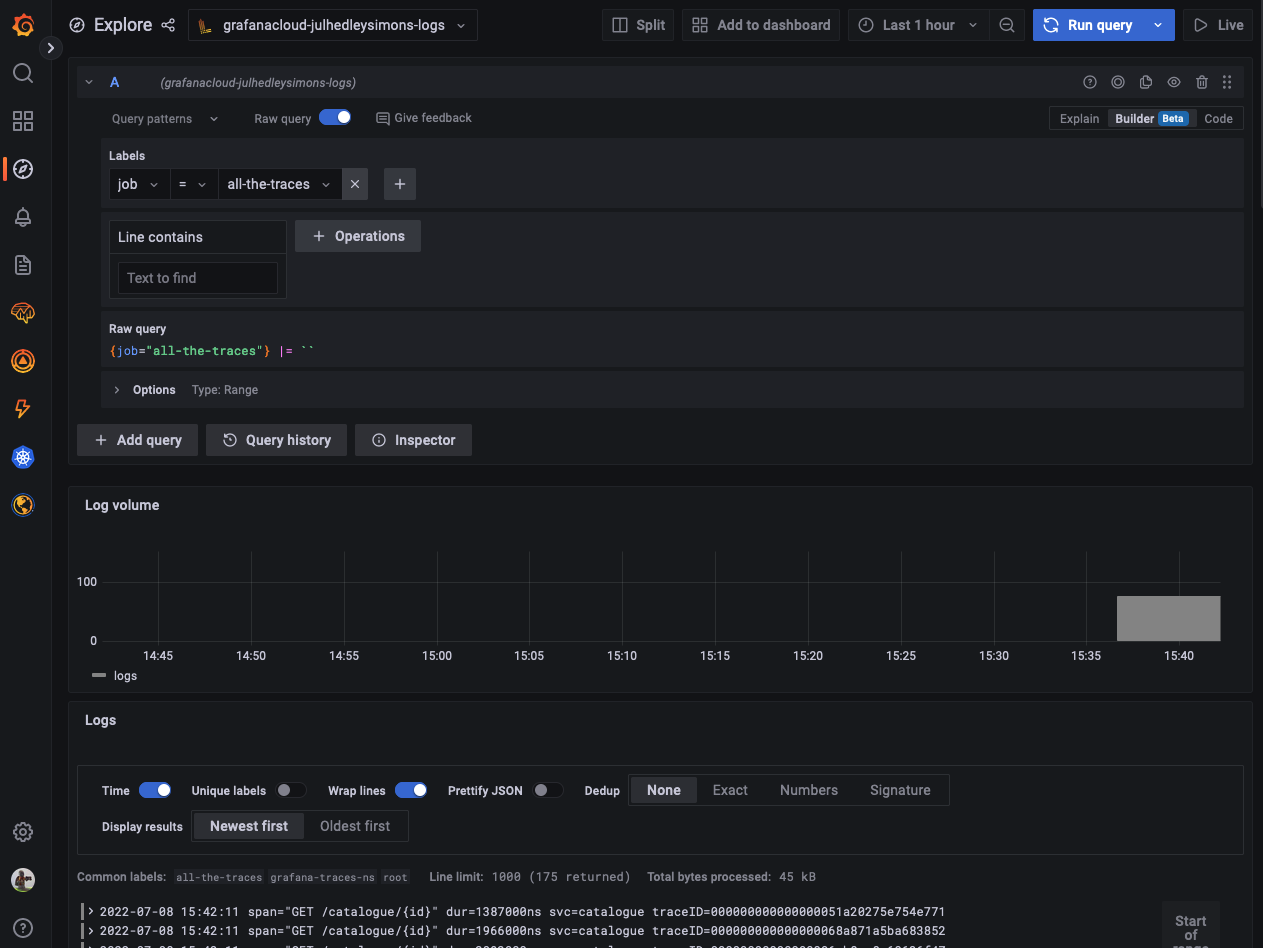 Explore grafanacloud-julhedleysimons-logs Split Add to dashboard Last 1 hour Run query Live
A (grafanacloud-julhedleysimons-logs)
Query patterns Raw query Give feedback Explain Builder Beta Code
Labels
job = all-the-traces
Line contains + Operations
Text to find
Raw query
{job="all-the-traces"} |= ``
Options Type: Range
+ Add query Query history Inspector
Log volume
100
0
14:45 14:50 14:55 15:00 15:05 15:10 15:15 15:20 15:25 15:30 15:35 15:40
logs
Logs
Time Unique labels Wrap lines Prettify JSON Dedup None Exact Numbers Signature
Display results Newest first Oldest first
Common labels: all-the-traces grafana-traces-ns root Line limit: 1000 (175 returned) Total bytes processed: 45 kB
2022-07-08 15:42:11 span="GET /catalogue/{id}" dur=1387000ns svc=catalogue traceID=000000000000000051a20275e754e771
2022-07-08 15:42:11 span="GET /catalogue/{id}" dur=1966000ns svc=catalogue traceID=000000000000000068a871a5ba683852
Start
of